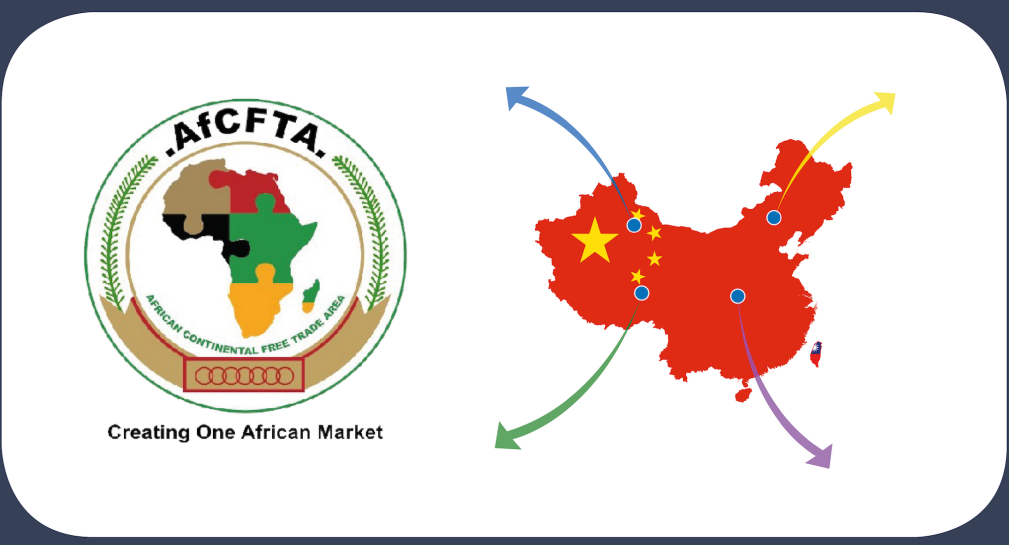 .AfCFTA.
AFRICAN CONTINENTAL FREE TRADE AREA
Creating One African Market